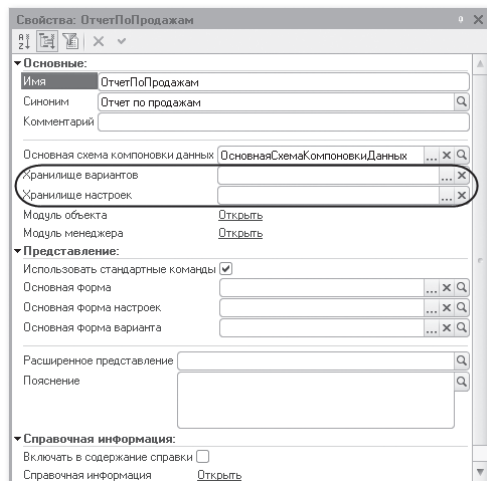 Свойства: ОтчетПоПродажам
Основные:
Имя ОтчетПоПродажам
Синоним Отчет по продажам
Комментарий
Основная схема компоновки данных ОсновнаяСхемаКомпоновкиДанных ...
Хранилище вариантов ...
Хранилище настроек ...
Модуль объекта Открыть
Модуль менеджера Открыть
Представление:
Использовать стандартные команды
Основная форма ...
Основная форма настроек ...
Основная форма варианта ...
Расширенное представление
Пояснение
Справочная информация:
Включать в содержание справки
Справочная информация Открыть